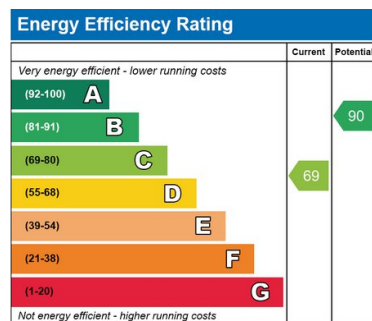 Energy Efficiency Rating
Current Potential
Very energy efficient - lower running costs
(92-100) A
(81-91) B
90
(69-80) C
69
(55-68) D
(39-54) E
(21-38) F
(1-20) G
Not energy efficient - higher running costs